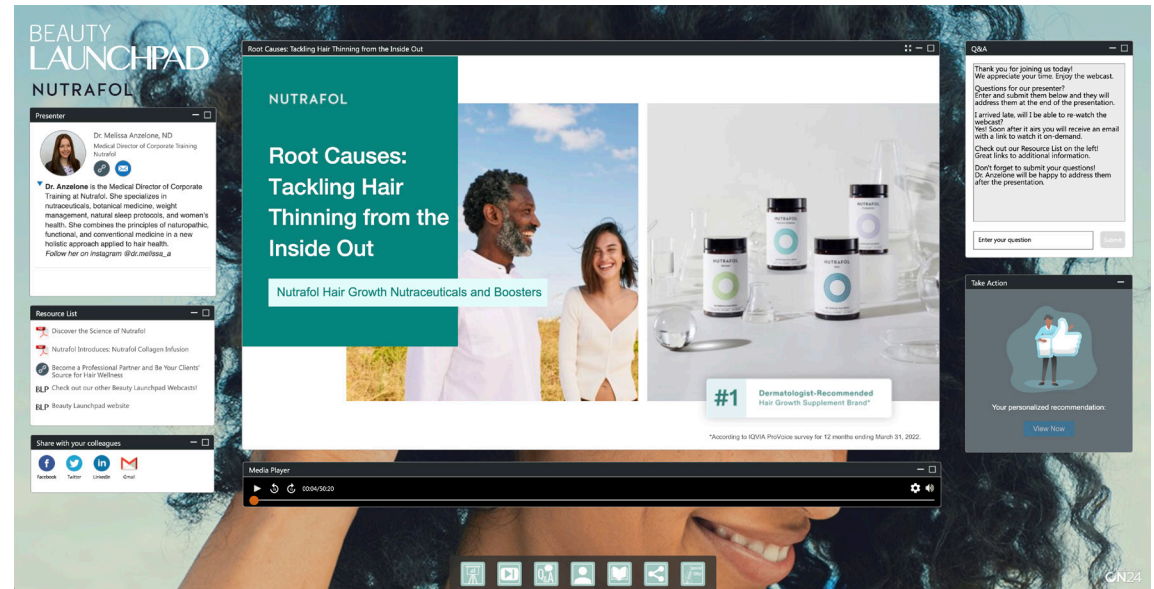 BEAUTY
LAUNCHPAD
NUTRAFOL
Presenter
Dr. Melissa Anzelone, ND
Medical Director of Corporate Training
Nutrafol
Dr. Anzelone is the Medical Director of Corporate
Training at Nutrafol. She specializes in
nutraceuticals, botanical medicine, weight
management, natural sleep protocols, and women's
health. She combines the principles of naturopathic,
functional, and conventional medicine in a new
holistic approach applied to hair health.
Follow her on instagram @dr.melissa_a
Resource List
Discover the Science of Nutrafol
Nutrafol Introduces: Nutrafol Collagen Infusion
Become a Professional Partner and Be Your Clients'
Source for Hair Wellness
BLP Check out our other Beauty Launchpad Webcasts!
BLP Beauty Launchpad website
Share with your colleagues
Facebook Twitter LinkedIn Gmail
Root Causes: Tackling Hair Thinning from the Inside Out
NUTRAFOL
Root Causes:
Tackling Hair
Thinning from the
Inside Out
Nutrafol Hair Growth Nutraceuticals and Boosters
NUTRAFOL
NUTRAFOL
NUTRAFOL
NUTRAFOL
#1 Dermatologist-Recommended
Hair Growth Supplement Brand*
*According to IQVIA ProVoice survey for 12 months ending March 31, 2022.
Media Player
00:04/50:20
Q&A
Thank you for joining us today!
We appreciate your time. Enjoy the webcast.
Questions for our presenter?
Enter and submit them below and they will
address them at the end of the presentation.
I arrived late, will I be able to re-watch the
webcast?
Yes! Soon after it airs you will receive an email
with a link to watch it on-demand.
Check out our Resource List on the left!
Great links to additional information.
Don't forget to submit your questions!
Dr. Anzelone will be happy to address them
after the presentation.
Enter your question
Submit
Take Action
Your personalized recommendation:
View Now
Q&A
ON24